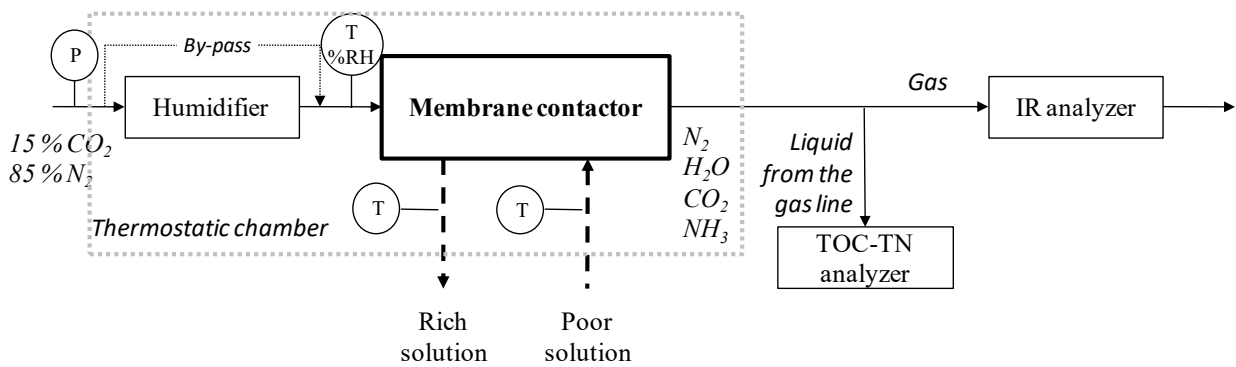 P
By-pass
T
%RH
Humidifier
Membrane contactor
Gas
IR analyzer
15 % CO₂
85 % N₂
N₂
H₂O
CO₂
NH₃
Liquid
from the
gas line
T
T
Thermostatic chamber
TOC-TN
analyzer
Rich
solution
Poor
solution